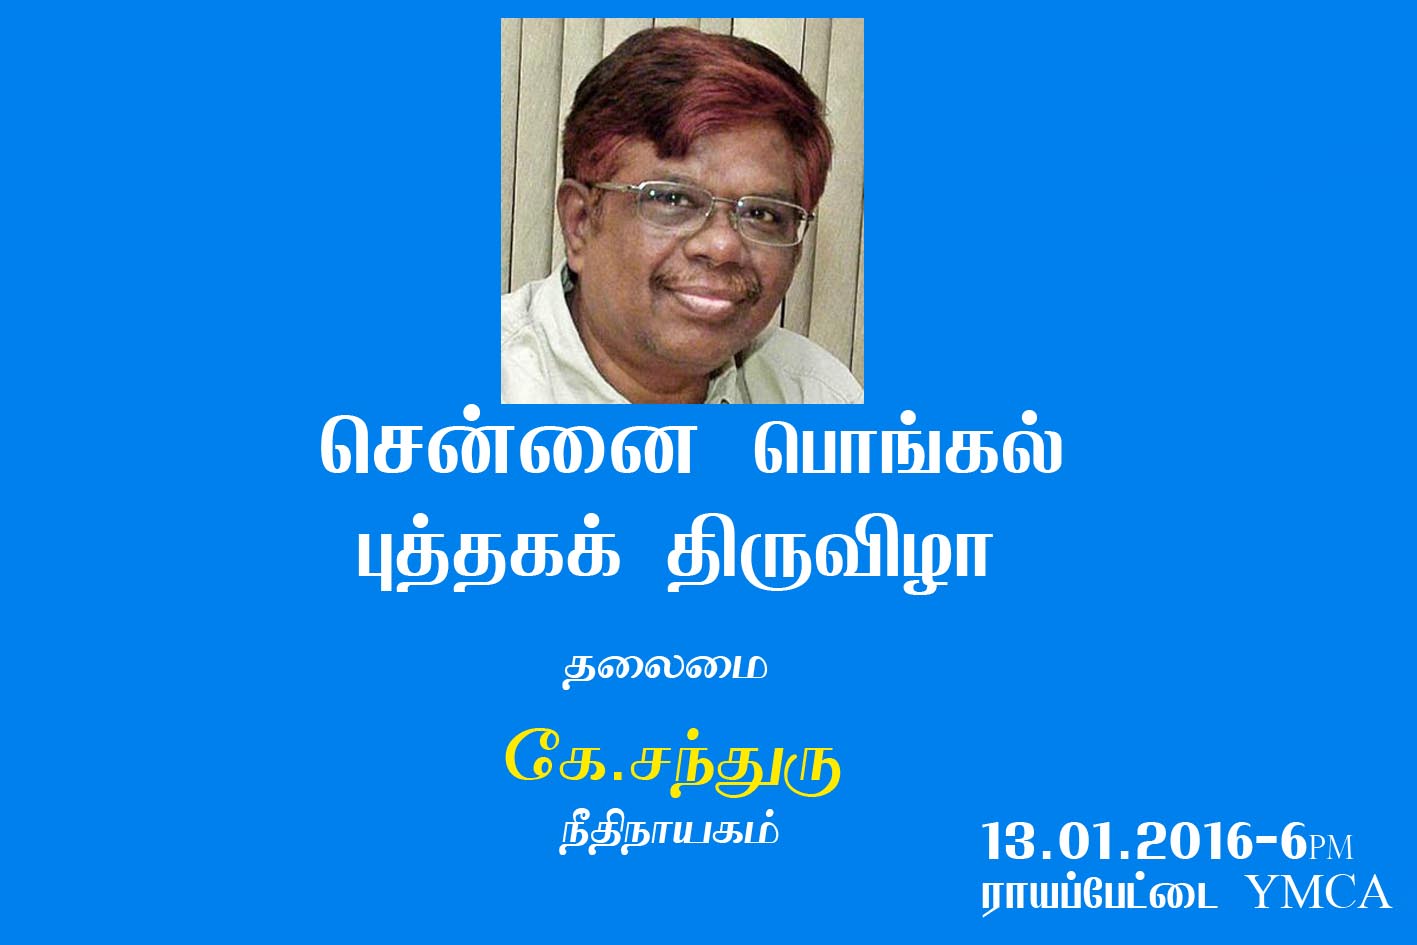 சென்னை பொங்கல்
புத்தகக் திருவிழா
தலைமை
கே.சந்துரு
நீதிநாயகம்
13.01.2016-6PM
ராயப்பேட்டை YMCA